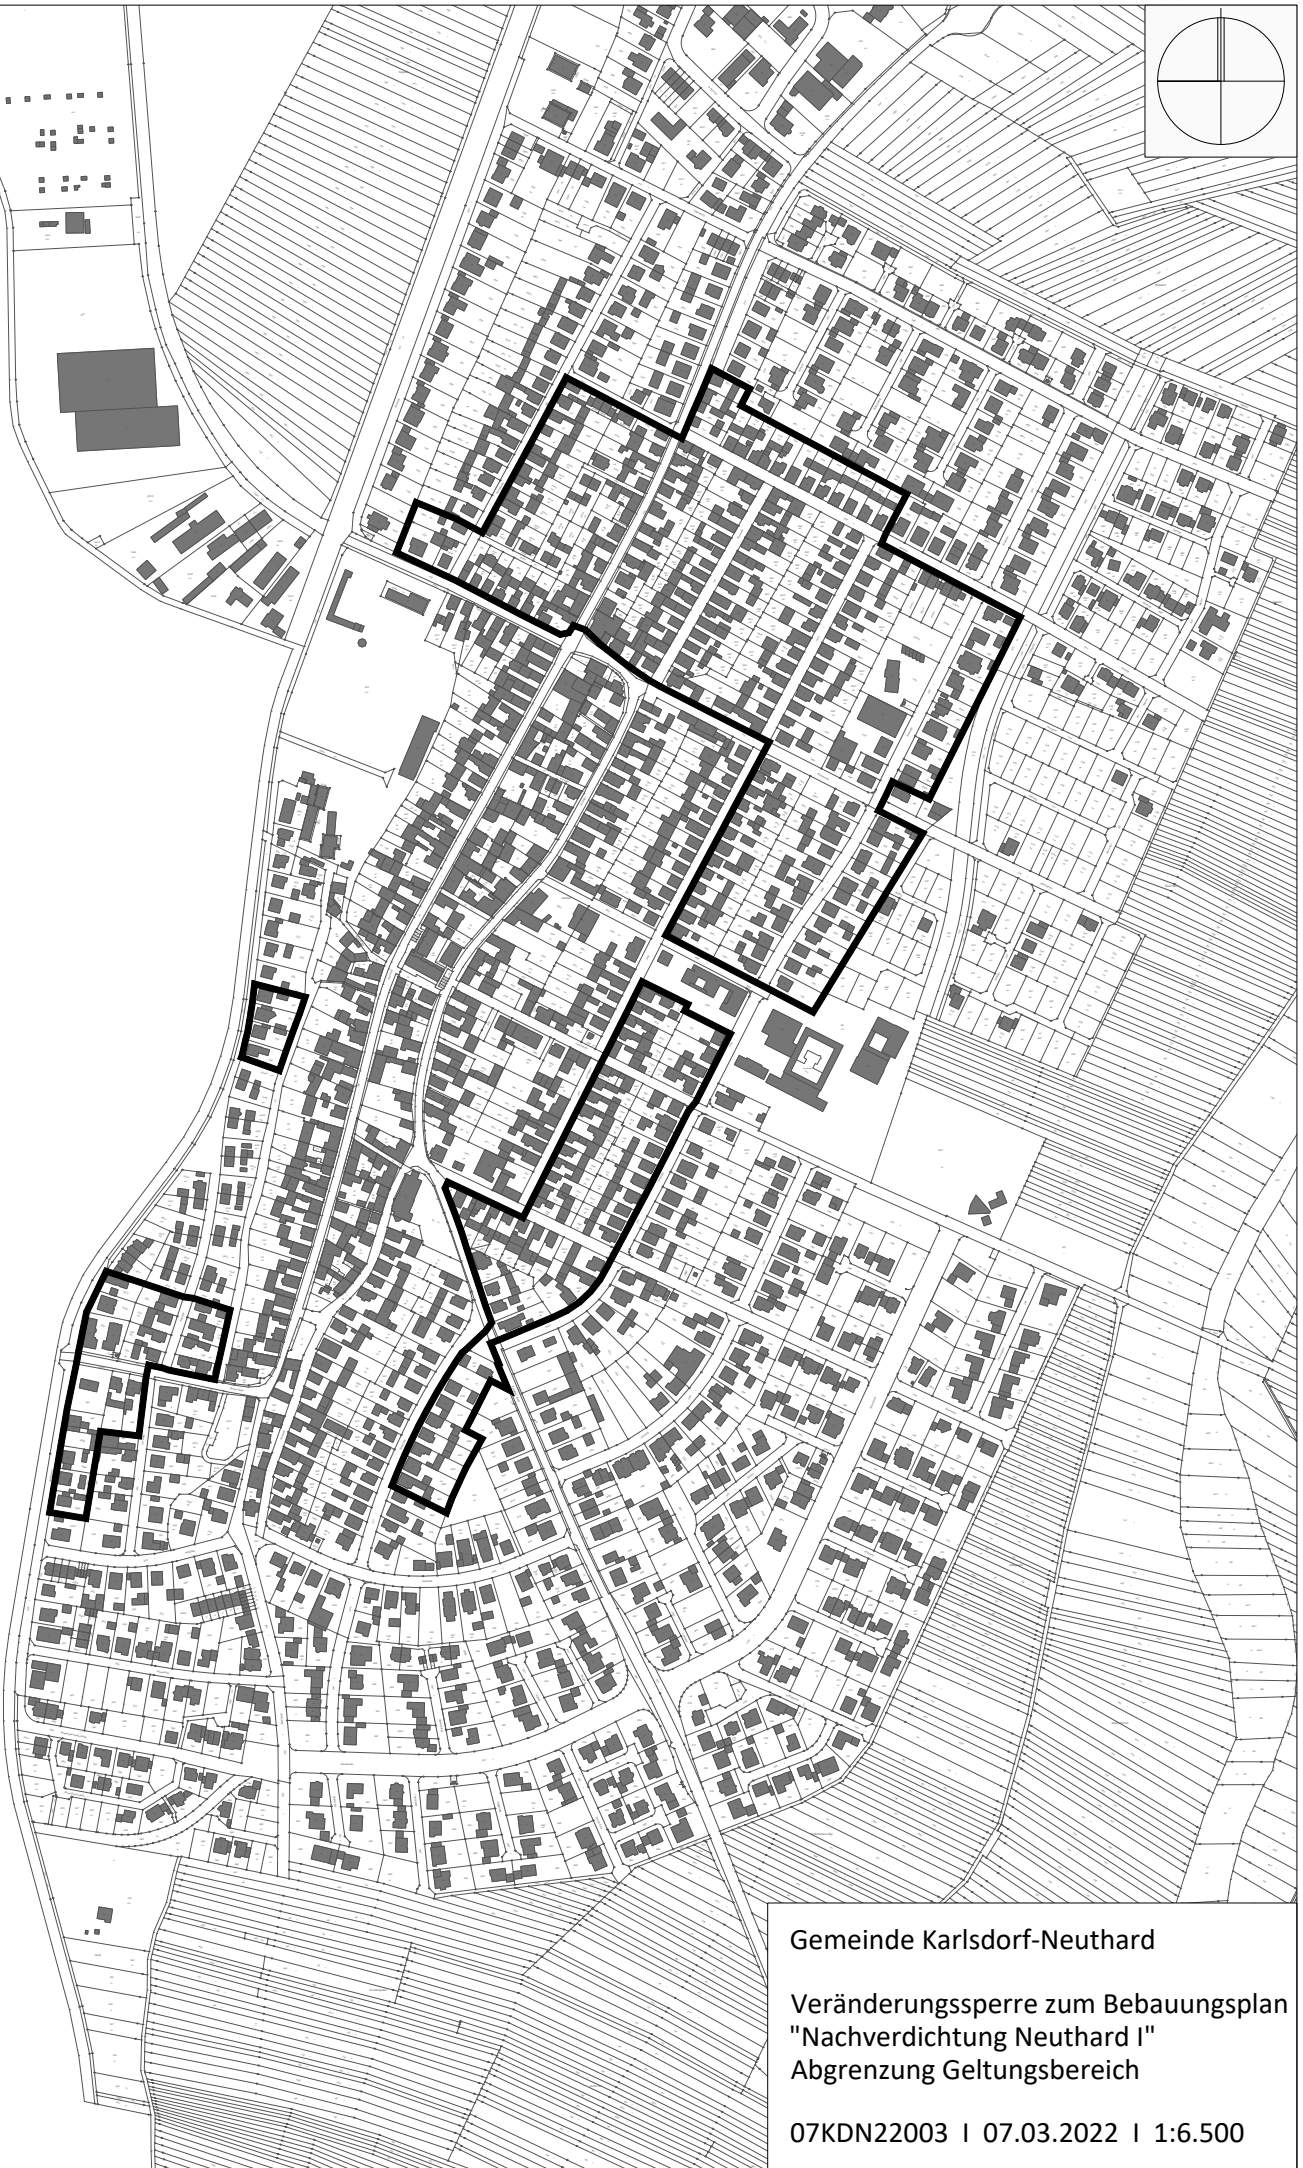 Gemeinde Karlsdorf-Neuthard
Veränderungssperre zum Bebauungsplan
"Nachverdichtung Neuthard I"
Abgrenzung Geltungsbereich
07KDN22003 I 07.03.2022 I 1:6.500